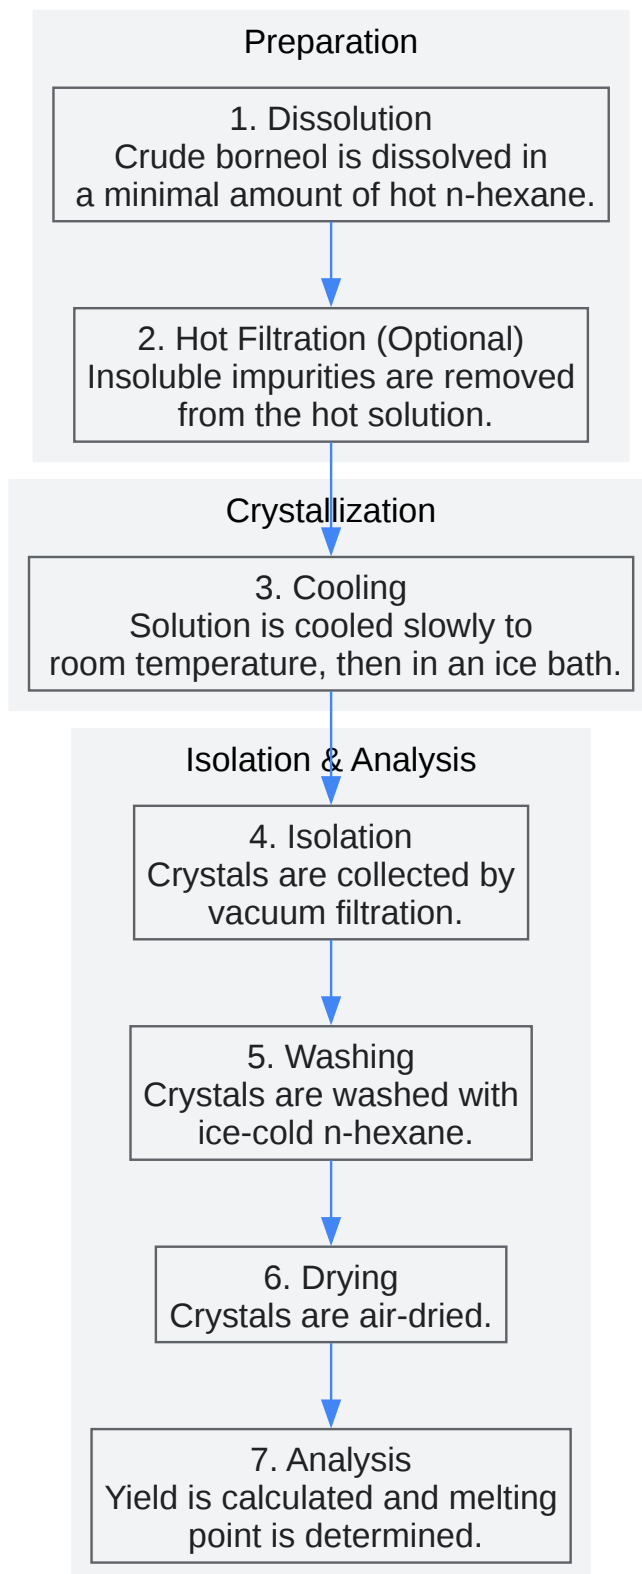 Preparation
1. Dissolution
Crude borneol is dissolved in
a minimal amount of hot n-hexane.
2. Hot Filtration (Optional)
Insoluble impurities are removed
from the hot solution.
Crystallization
3. Cooling
Solution is cooled slowly to
room temperature, then in an ice bath.
Isolation & Analysis
4. Isolation
Crystals are collected by
vacuum filtration.
5. Washing
Crystals are washed with
ice-cold n-hexane.
6. Drying
Crystals are air-dried.
7. Analysis
Yield is calculated and melting
point is determined.